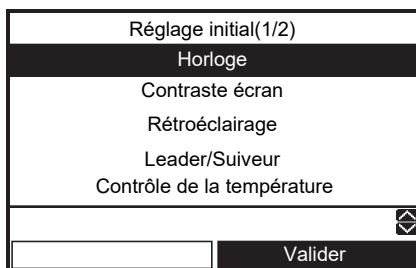 Réglage initial(1/2)
Horloge
Contraste écran
Rétroéclairage
Leader/Suiveur
Contrôle de la température
Valider